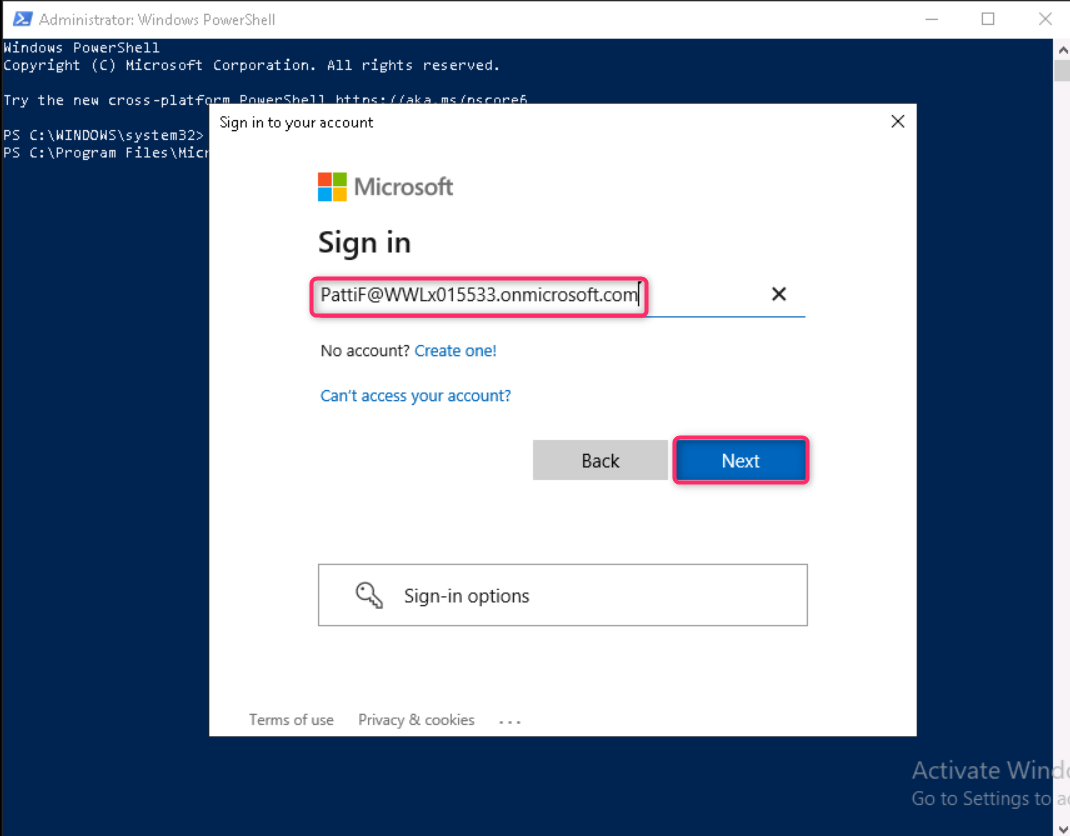 Administrator: Windows PowerShell
Windows PowerShell
Copyright (C) Microsoft Corporation. All rights reserved.
Try the new cross-platform PowerShell https://aka.ms/pscore6
PS C:\WINDOWS\system32>
PS C:\Program Files\Micr
Sign in to your account
Microsoft
Sign in
PattiF@WWLx015533.onmicrosoft.com
No account? Create one!
Can't access your account?
Back
Next
Sign-in options
Terms of use Privacy & cookies ...
Activate Windo
Go to Settings to ac